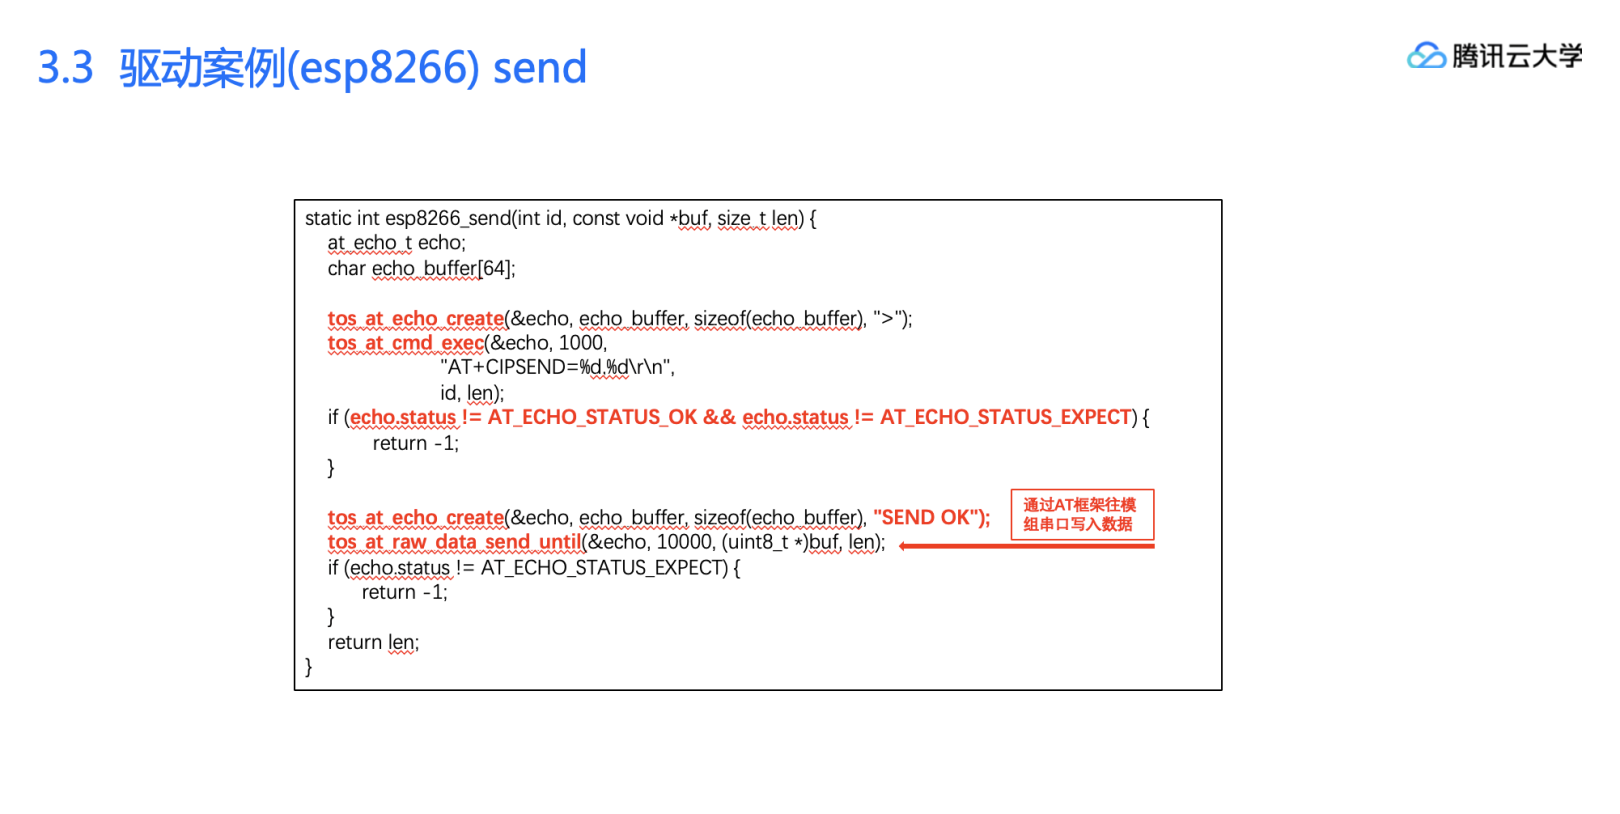 3.3 驱动案例(esp8266) send
腾讯云大学
static int esp8266_send(int id, const void *buf, size_t len) {
at_echo_t echo;
char echo_buffer[64];
tos_at_echo_create(&echo, echo_buffer, sizeof(echo_buffer), ">");
tos_at_cmd_exec(&echo, 1000,
"AT+CIPSEND=%d,%d\r\n",
id, len);
if (echo.status != AT_ECHO_STATUS_OK && echo.status != AT_ECHO_STATUS_EXPECT) {
return -1;
}
tos_at_echo_create(&echo, echo_buffer, sizeof(echo_buffer), "SEND OK");
通过AT框架往模
组串口写入数据
tos_at_raw_data_send_until(&echo, 10000, (uint8_t *)buf, len);
if (echo.status != AT_ECHO_STATUS_EXPECT) {
return -1;
}
return len;
}